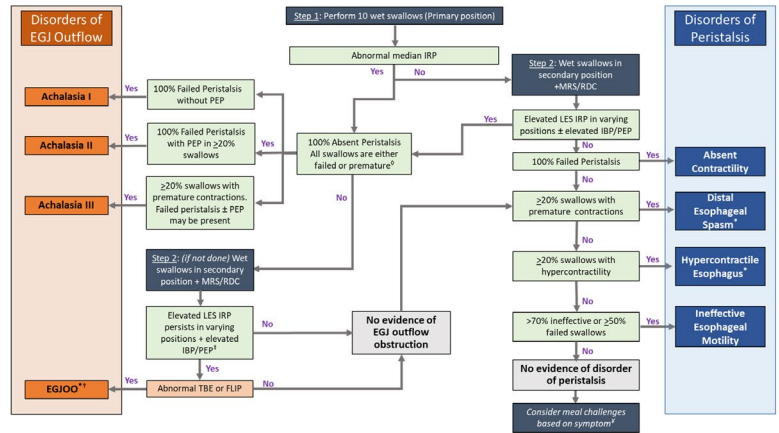 Disorders of
EGJ Outflow
Step 1: Perform 10 wet swallows (Primary position)
Disorders of
Peristalsis
Abnormal median IRP
Yes
No
Step 2: Wet swallows in
secondary position
+MRS/RDC
Achalasia I
Yes
100% Failed Peristalsis
without PEP
Elevated LES IRP in varying
positions ± elevated IBP/PEP
Yes
No
Achalasia II
Yes
100% Failed Peristalsis
with PEP in ≥20%
swallows
Yes
100% Absent Peristalsis
All swallows are either
failed or premature◊
No
100% Failed Peristalsis
Yes
Absent
Contractility
No
Achalasia III
Yes
≥20% swallows with
premature contractions.
Failed peristalsis ± PEP
may be present
≥20% swallows with
premature contractions
Yes
Distal
Esophageal
Spasm*
No
Step 2: (if not done) Wet
swallows in secondary
position + MRS/RDC
≥20% swallows with
hypercontractility
Yes
Hypercontractile
Esophagus*
No
Elevated LES IRP
persists in varying
positions + elevated
IBP/PEP‡
No
No evidence of
EGJ outflow
obstruction
>70% ineffective or ≥50%
failed swallows
Yes
Ineffective
Esophageal
Motility
Yes
No
EGJOO*†
Yes
Abnormal TBE or FLIP
No
No evidence of disorder
of peristalsis
Consider meal challenges
based on symptom¥